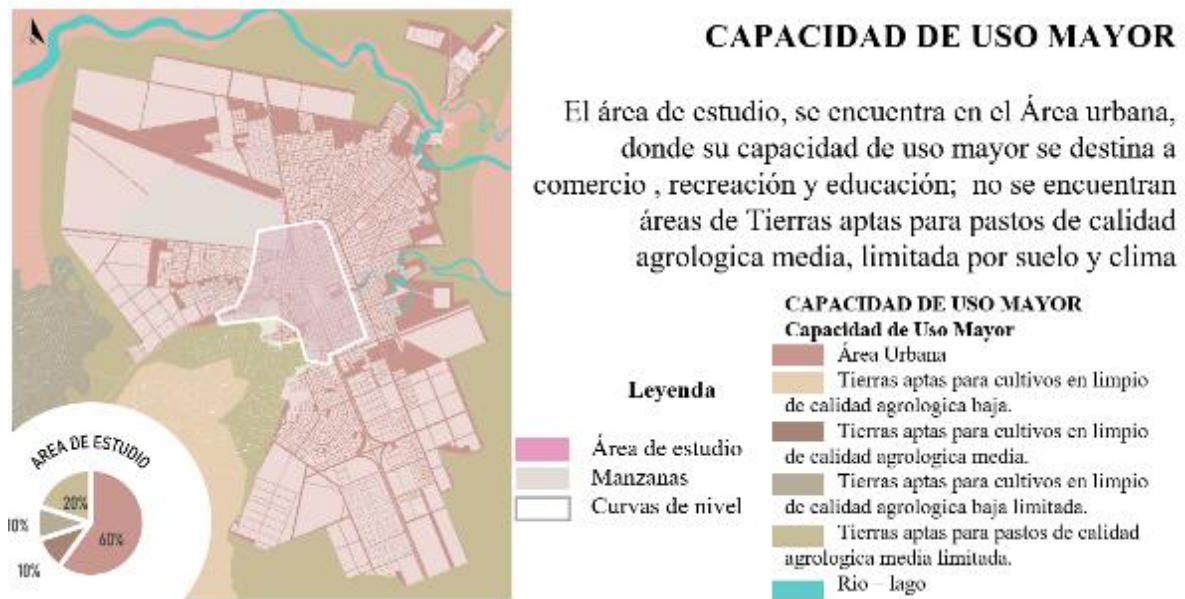 CAPACIDAD DE USO MAYOR
El área de estudio, se encuentra en el Área urbana,
donde su capacidad de uso mayor se destina a
comercio , recreación y educación; no se encuentran
áreas de Tierras aptas para pastos de calidad
agrologica media, limitada por suelo y clima
Leyenda
Área de estudio
Manzanas
Curvas de nivel
CAPACIDAD DE USO MAYOR
Capacidad de Uso Mayor
Área Urbana
Tierras aptas para cultivos en limpio
de calidad agrologica baja.
Tierras aptas para cultivos en limpio
de calidad agrologica media.
Tierras aptas para cultivos en limpio
de calidad agrologica baja limitada.
Tierras aptas para pastos de calidad
agrologica media limitada.
Rio – lago
AREA DE ESTUDIO
20%
10%
60%
10%